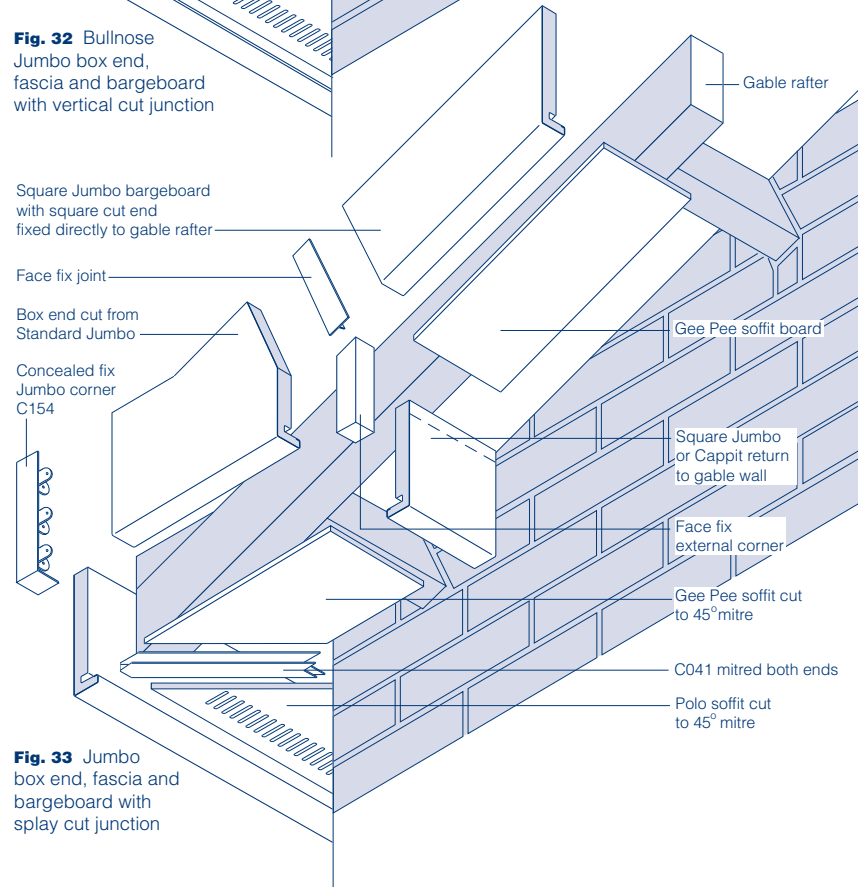 Fig. 32 Bullnose
Jumbo box end,
fascia and bargeboard
with vertical cut junction
Gable rafter
Square Jumbo bargeboard
with square cut end
fixed directly to gable rafter
Face fix joint
Box end cut from
Standard Jumbo
Concealed fix
Jumbo corner
C154
Gee Pee soffit board
Square Jumbo
or Cappit return
to gable wall
Face fix
external corner
Gee Pee soffit cut
to 45° mitre
C041 mitred both ends
Polo soffit cut
to 45° mitre
Fig. 33 Jumbo
box end, fascia and
bargeboard with
splay cut junction